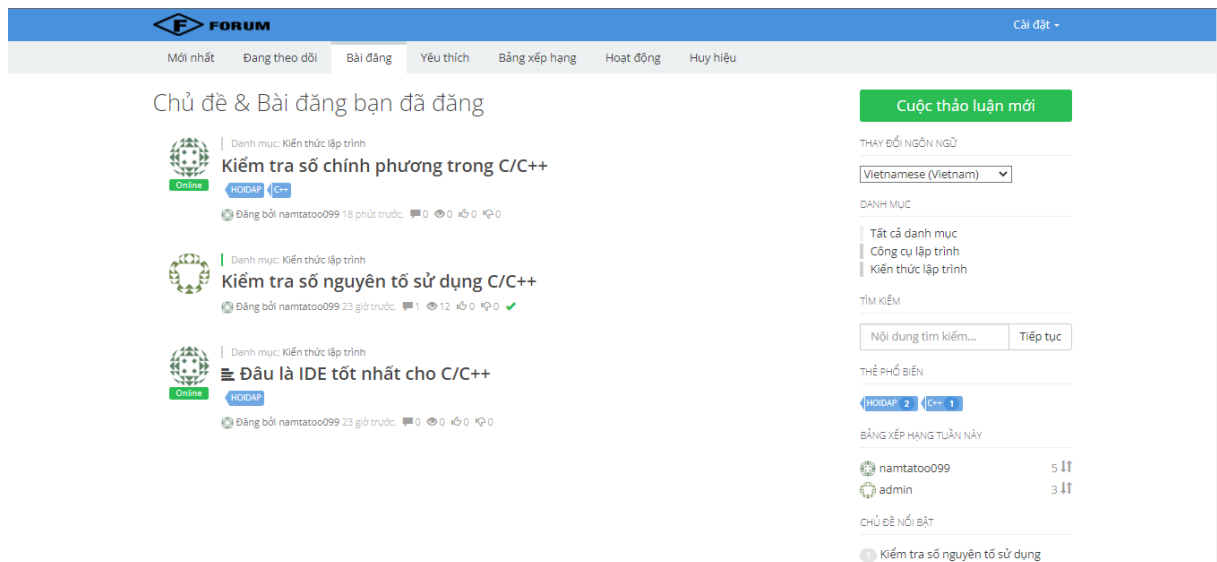 F FORUM
Cài đặt
Mới nhất Đang theo dõi Bài đăng Yêu thích Bảng xếp hạng Hoạt động Huy hiệu
Chủ đề & Bài đăng bạn đã đăng
Danh mục: Kiến thức lập trình
Kiểm tra số chính phương trong C/C++
Online
HOIDAP C++
Đăng bởi namtatoo099 18 phút trước. 0 0 0 0
Danh mục: Kiến thức lập trình
Kiểm tra số nguyên tố sử dụng C/C++
Đăng bởi namtatoo099 23 giờ trước. 1 12 0 0
Danh mục: Kiến thức lập trình
Đâu là IDE tốt nhất cho C/C++
Online
HOIDAP
Đăng bởi namtatoo099 23 giờ trước. 0 0 0 0
Cuộc thảo luận mới
THAY ĐỔI NGÔN NGỮ
Vietnamese (Vietnam)
DANH MỤC
Tất cả danh mục
Công cụ lập trình
Kiến thức lập trình
TÌM KIẾM
Nội dung tìm kiếm... Tiếp tục
THẺ PHỔ BIẾN
HOIDAP 2 C++ 1
BẢNG XẾP HẠNG TUẦN NÀY
namtatoo099 5
admin 3
CHỦ ĐỀ NỔI BẬT
1 Kiểm tra số nguyên tố sử dụng